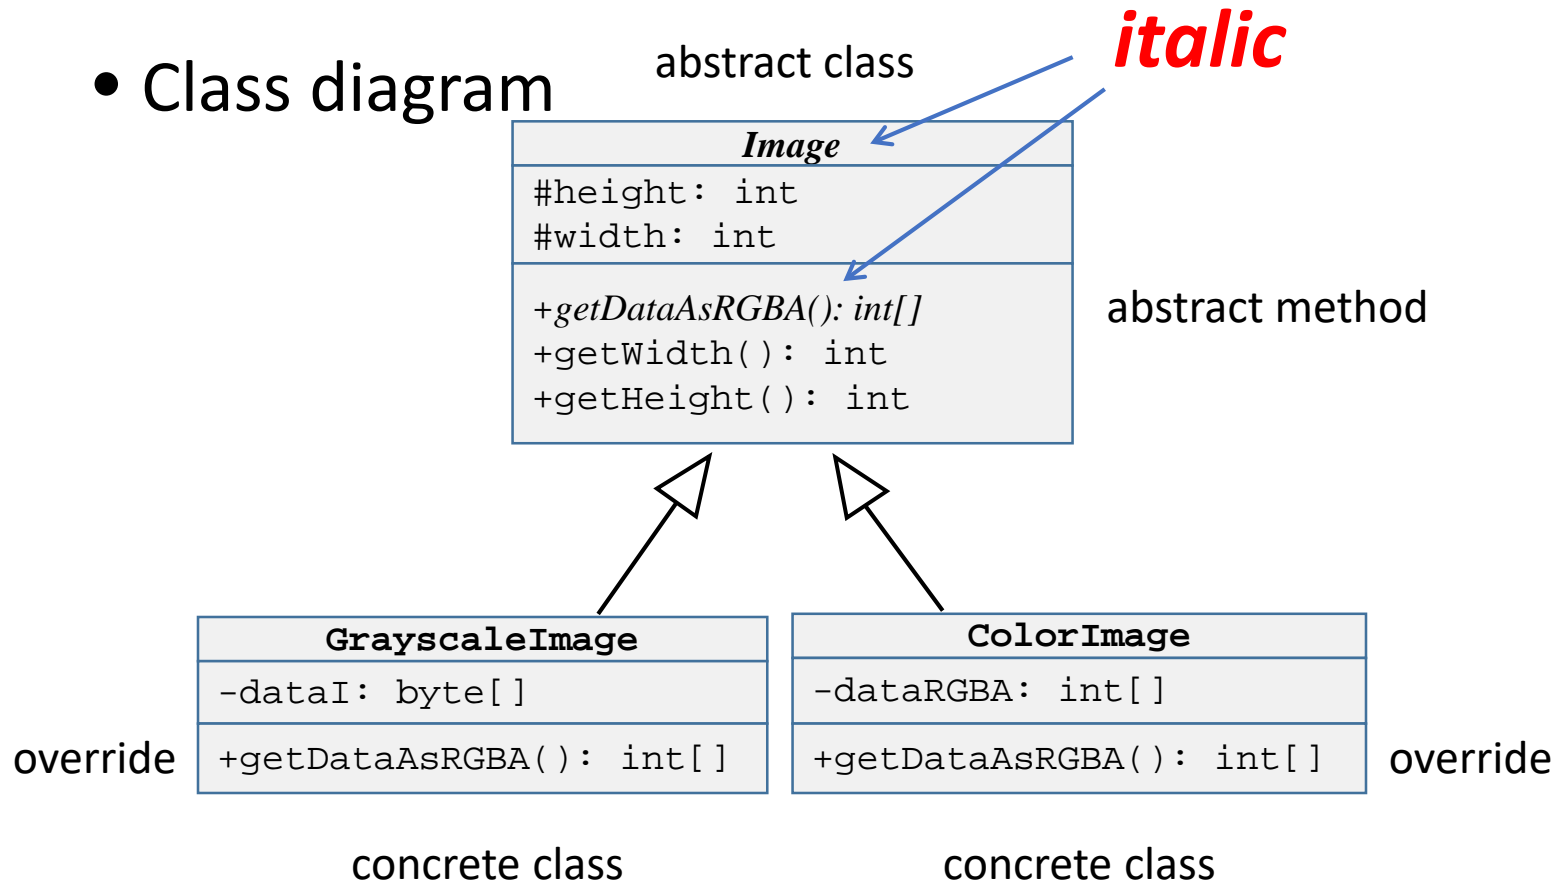 italic
abstract class
• Class diagram
Image
#height: int
#width: int
+getDataAsRGBA(): int[]
abstract method
+getWidth(): int
+getHeight(): int
GrayscaleImage
-dataI: byte[]
override
+getDataAsRGBA(): int[]
concrete class
ColorImage
-dataRGBA: int[]
+getDataAsRGBA(): int[]
override
concrete class